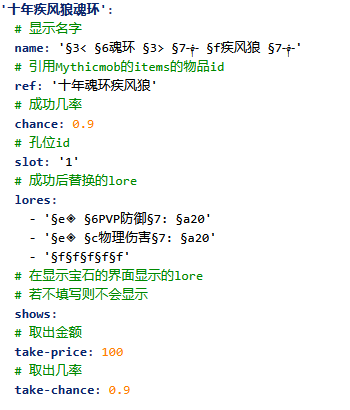 '十年疾风狼魂环':
# 显示名字
name: '§3< §6魂环 §3> §7-╪- §f疾风狼 §7-╪-'
# 引用Mythicmob的items的物品id
ref: '十年魂环疾风狼'
# 成功几率
chance: 0.9
# 孔位id
slot: '1'
# 成功后替换的lore
lores:
- '§e◈ §6PVP防御§7: §a20'
- '§e◈ §c物理伤害§7: §a20'
- '§f§f§f§f§f'
# 在显示宝石的界面显示的lore
# 若不填写则不会显示
shows:
# 取出金额
take-price: 100
# 取出几率
take-chance: 0.9